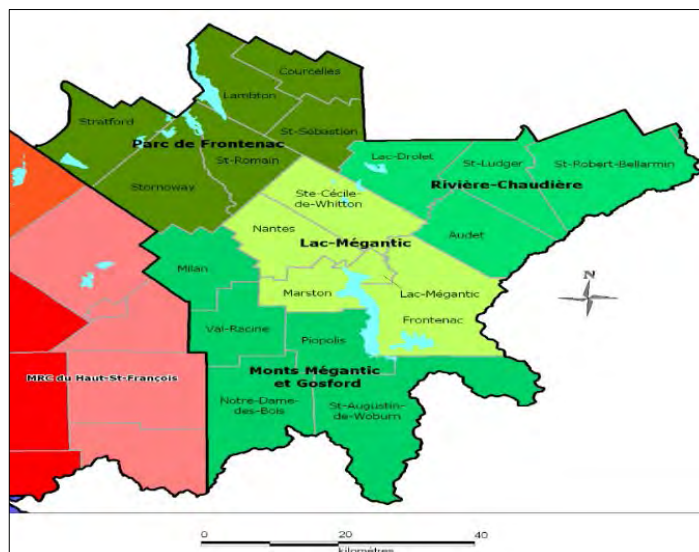 Courcelles
Lambton
Stratford
St-Sébastien
Parc de Frontenac
St-Romain
Stornoway
Lac-Drolet
St-Ludger
St-Robert-Bellarmin
Rivière-Chaudière
Ste-Cécile-
de-Whitton
Nantes
Audet
Lac-Mégantic
Milan
N
Marston
Lac-Mégantic
Frontenac
Val-Racine
Piopolis
MRC du Haut-St-François
Monts Mégantic
et Gosford
Notre-Dame-
des-Bois
St-Augustin-
de-Woburn
0 20 40
kilomètres